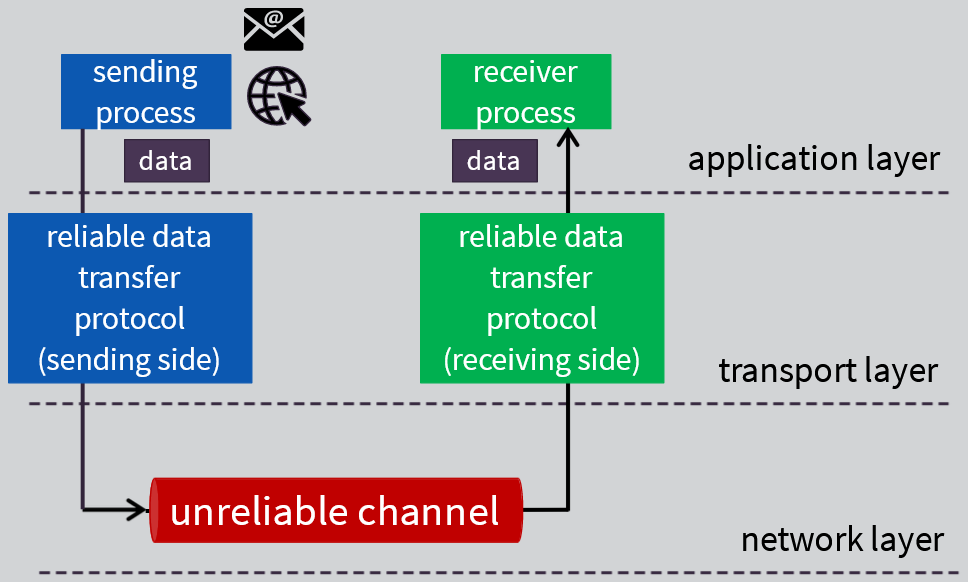 @
sending
process
receiver
process
data
data
application layer
reliable data
transfer
protocol
(sending side)
reliable data
transfer
protocol
(receiving side)
transport layer
unreliable channel
network layer